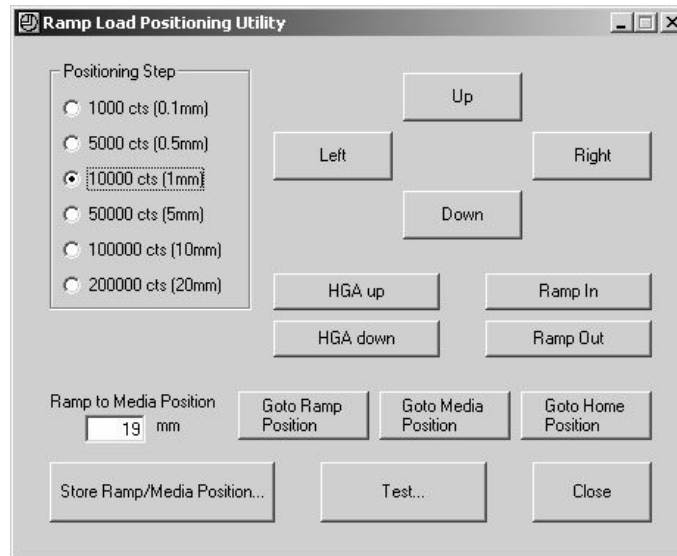 Ramp Load Positioning Utility
Positioning Step
1000 cts (0.1mm)
5000 cts (0.5mm)
10000 cts (1mm)
50000 cts (5mm)
100000 cts (10mm)
200000 cts (20mm)
Up
Left
Right
Down
HGA up
Ramp In
HGA down
Ramp Out
Ramp to Media Position
19 mm
Goto Ramp
Position
Goto Media
Position
Goto Home
Position
Store Ramp/Media Position...
Test...
Close